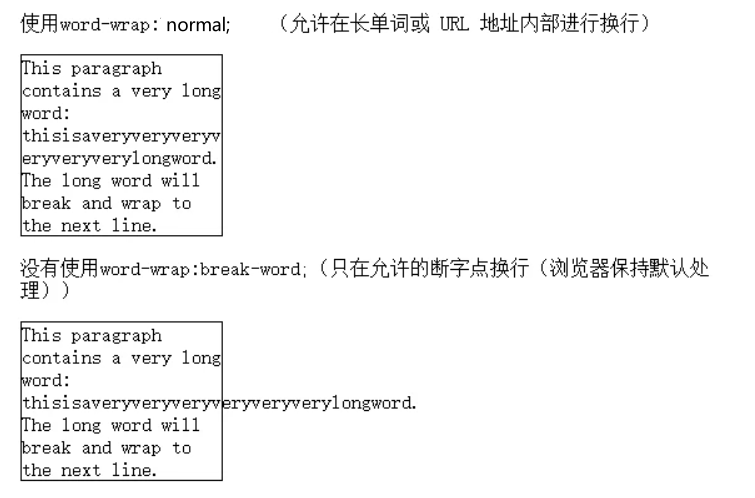 使用word-wrap: normal; （允许在长单词或 URL 地址内部进行换行）
This paragraph
contains a very long
word:
thisisaveryveryveryv
eryveryverylongword.
The long word will
break and wrap to
the next line.
没有使用word-wrap:break-word;（只在允许的断字点换行（浏览器保持默认处
理））
This paragraph
contains a very long
word:
thisisaveryveryveryveryveryverylongword.
The long word will
break and wrap to
the next line.